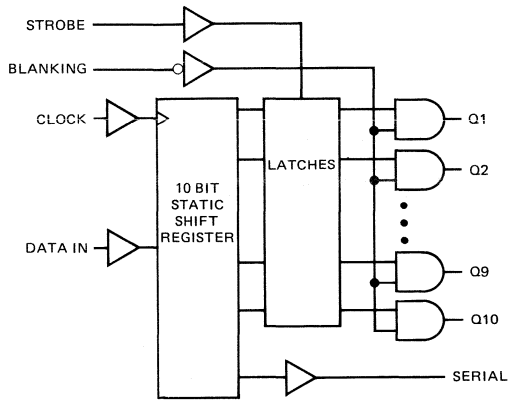 STROBE
BLANKING
CLOCK
Q1
Q2
LATCHES
10 BIT
STATIC
SHIFT
REGISTER
DATA IN
Q9
Q10
SERIAL